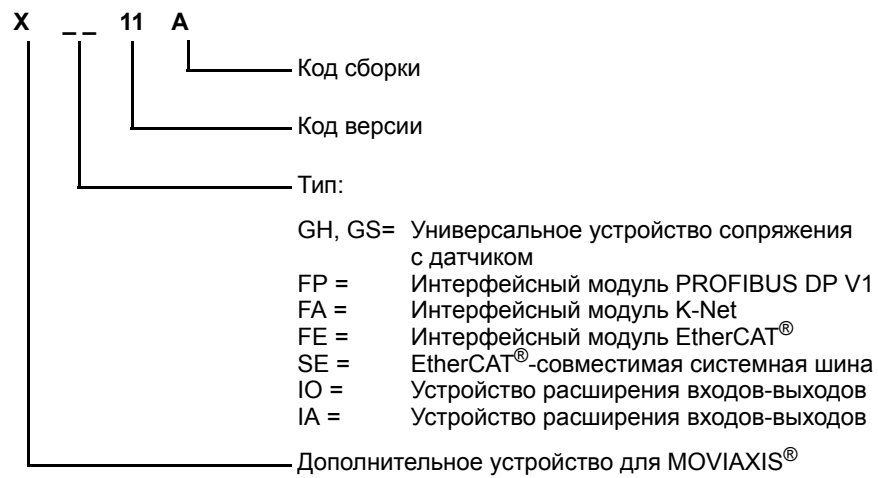 X _ _ 11 A
Код сборки
Код версии
Тип:
GH, GS= Универсальное устройство сопряжения
с датчиком
FP = Интерфейсный модуль PROFIBUS DP V1
FA = Интерфейсный модуль K-Net
FE = Интерфейсный модуль EtherCAT®
SE = EtherCAT®-совместимая системная шина
IO = Устройство расширения входов-выходов
IA = Устройство расширения входов-выходов
Дополнительное устройство для MOVIAXIS®